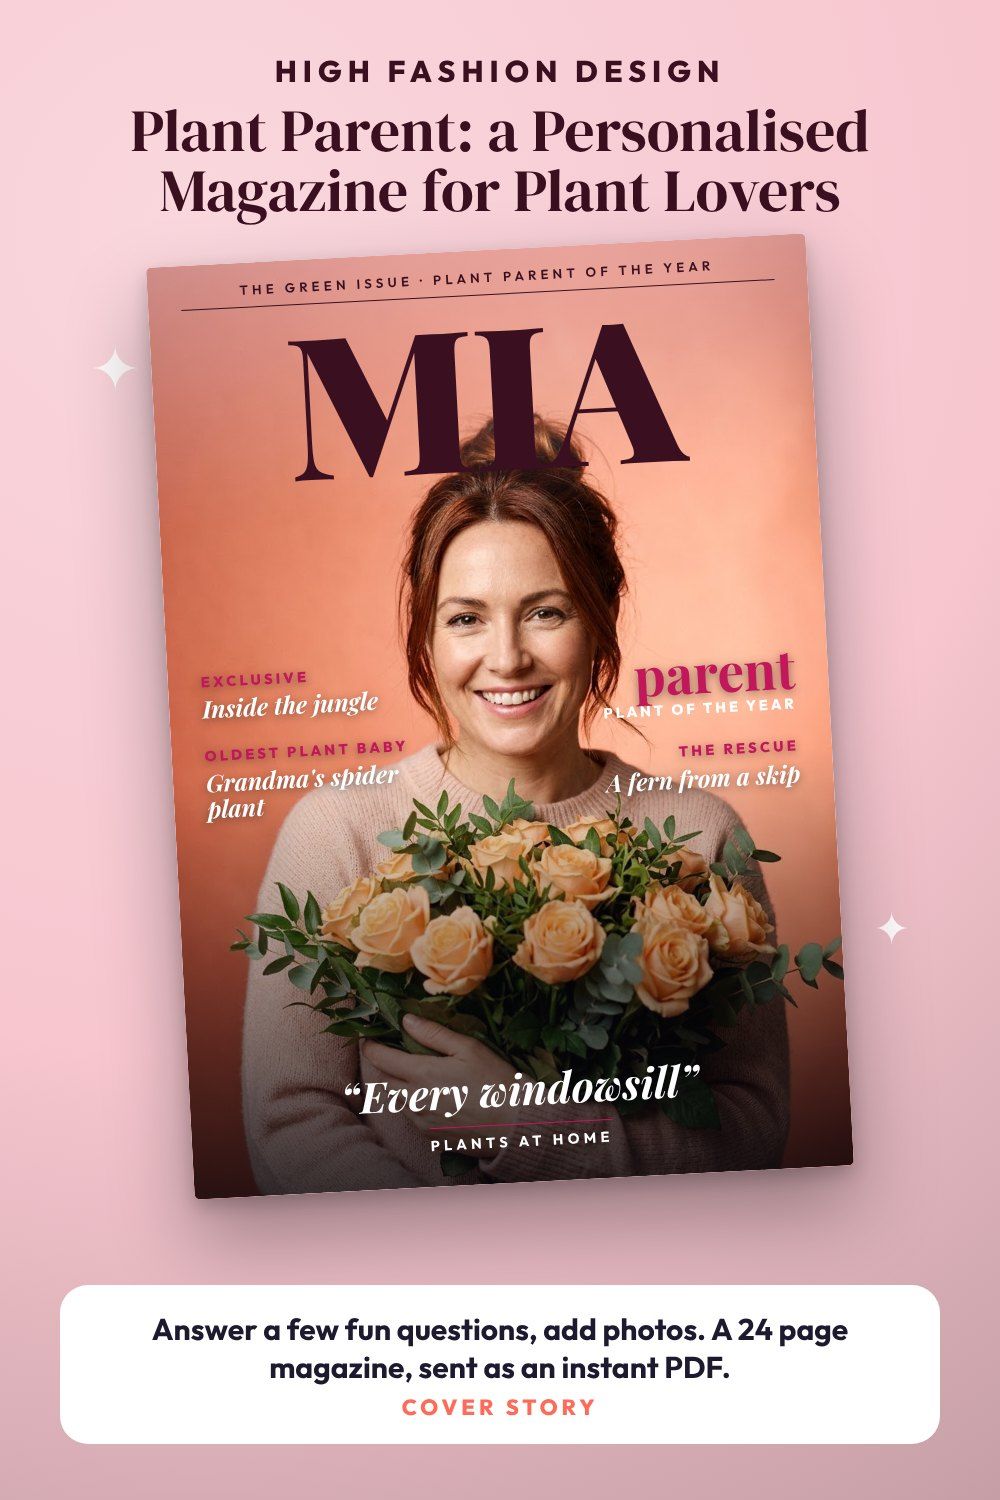 HIGH FASHION DESIGN
Plant Parent: a Personalised
Magazine for Plant Lovers
THE GREEN ISSUE · PLANT PARENT OF THE YEAR
MIA
EXCLUSIVE
Inside the jungle
OLDEST PLANT BABY
Grandma's spider
plant
parent
PLANT OF THE YEAR
THE RESCUE
A fern from a skip
“Every windowsill”
PLANTS AT HOME
Answer a few fun questions, add photos. A 24 page
magazine, sent as an instant PDF.
COVER STORY